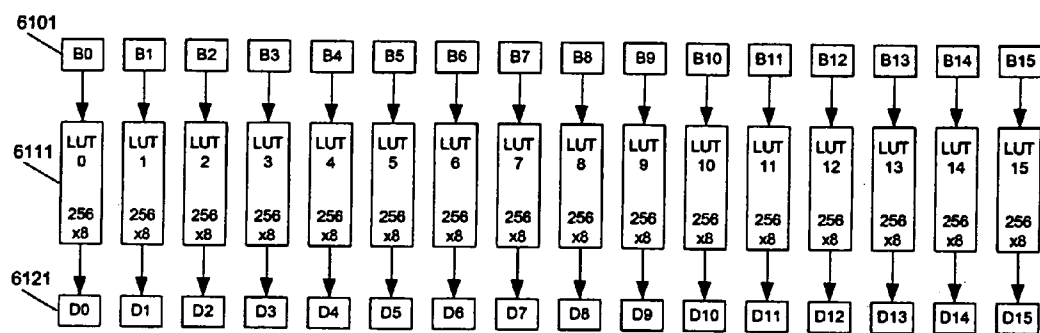 6101
B0 B1 B2 B3 B4 B5 B6 B7 B8 B9 B10 B11 B12 B13 B14 B15
6111
LUT LUT LUT LUT LUT LUT LUT LUT LUT LUT LUT LUT LUT LUT LUT LUT
0 1 2 3 4 5 6 7 8 9 10 11 12 13 14 15
256 256 256 256 256 256 256 256 256 256 256 256 256 256 256 256
x8 x8 x8 x8 x8 x8 x8 x8 x8 x8 x8 x8 x8 x8 x8 x8
6121
D0 D1 D2 D3 D4 D5 D6 D7 D8 D9 D10 D11 D12 D13 D14 D15